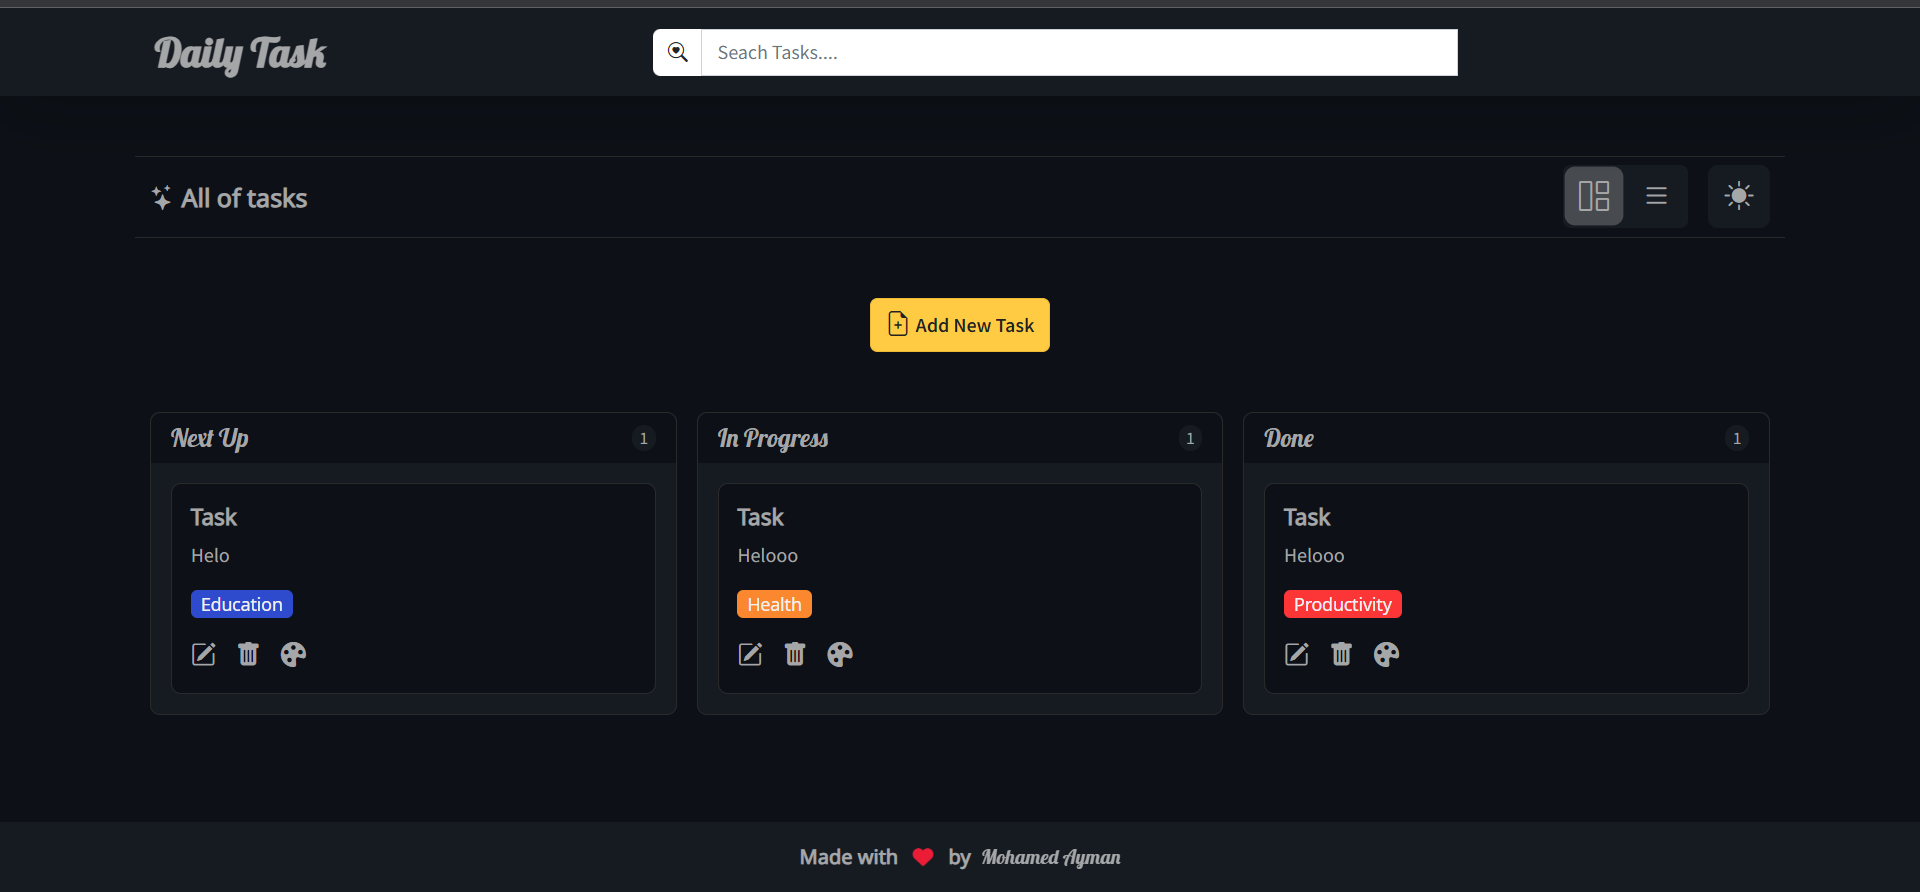 Daily Task
Seach Tasks....
All of tasks
Add New Task
Next Up 1
Task
Helo
Education
In Progress 1
Task
Helooo
Health
Done 1
Task
Helooo
Productivity
Made with by Mohamed Ayman